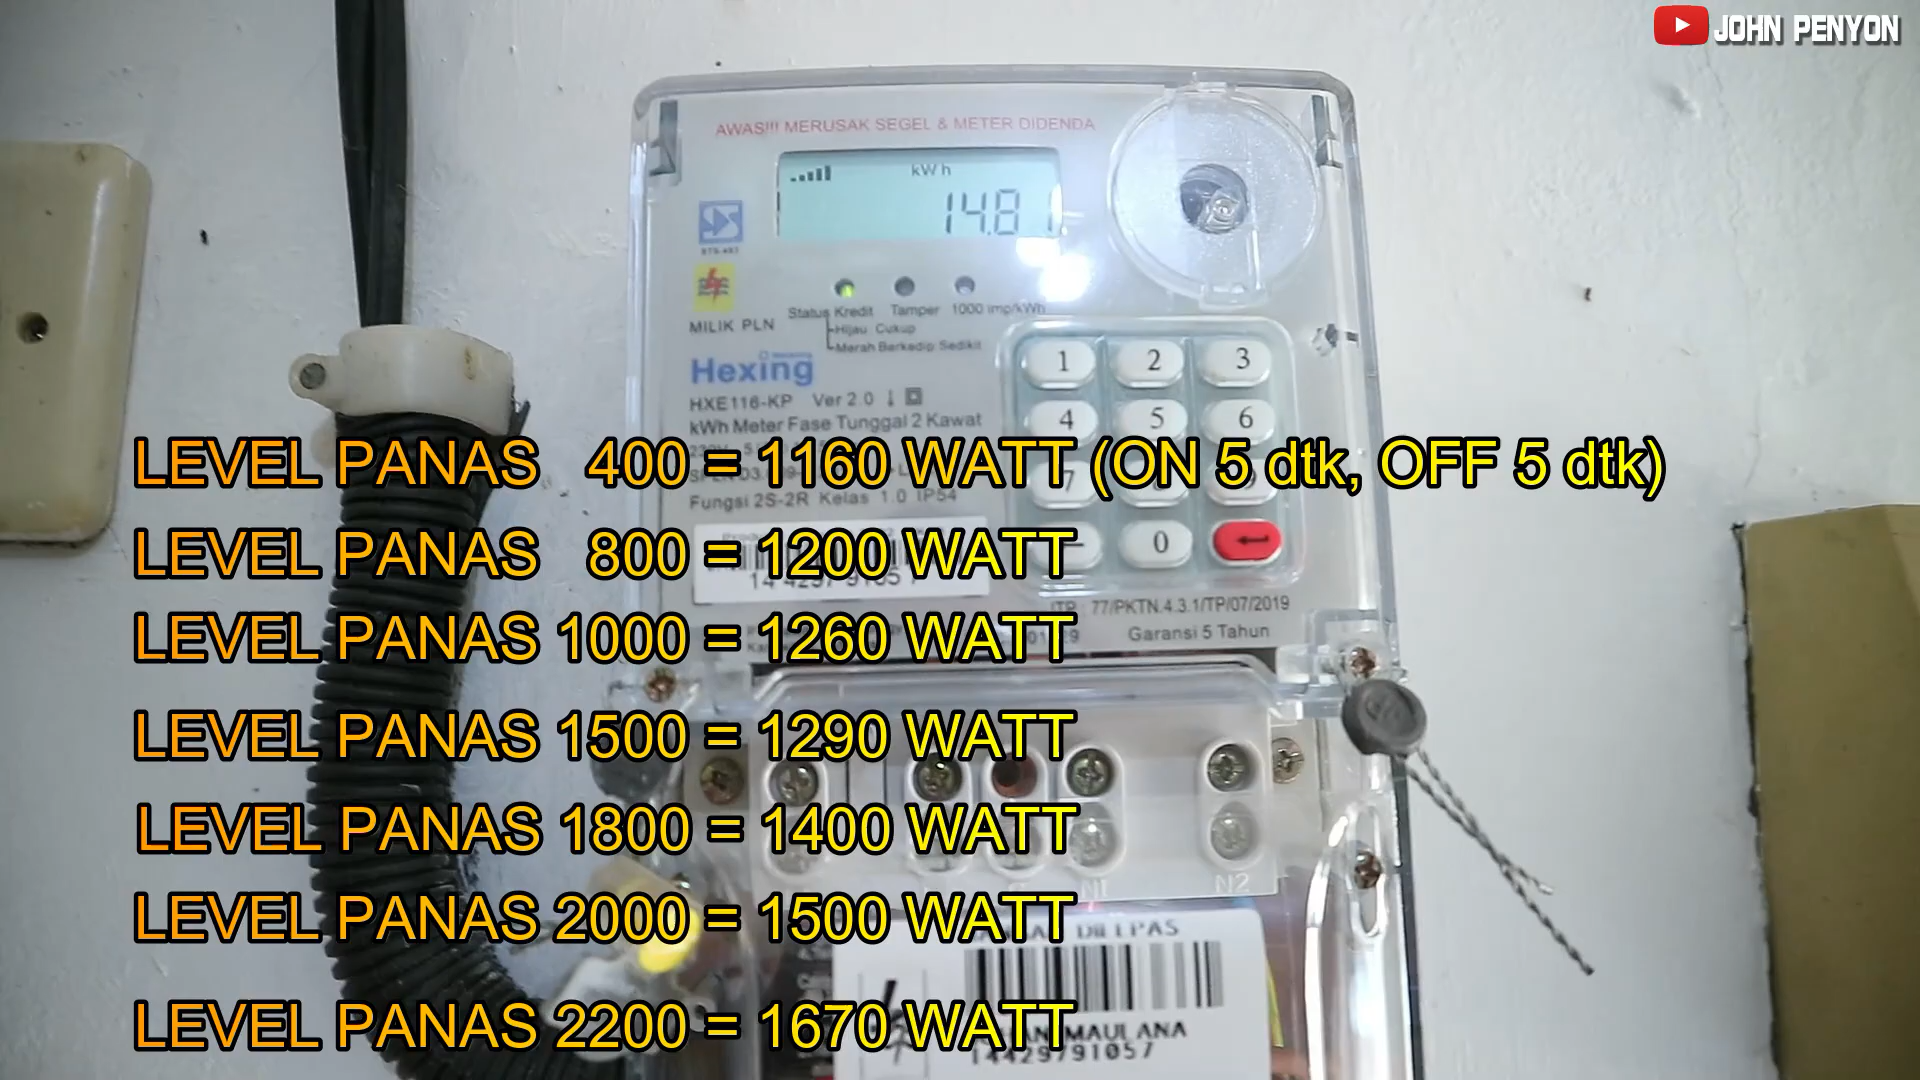 JOHN PENYON
AWAS!!! MERUSAK SEGEL & METER DIDENDA
kWh
14.81
Status Kredit Tamper 1000 imp/kWh
Hijau Cukup
Merah Berkedip Sedikit
MILIK PLN
Hexing
HXE116-KP Ver 2.0
kWh Meter Fase Tunggal 2 Kawat
Fungsi 2S-2R Kelas 1.0 IP54
1 2 3
4 5 6
7
0
LEVEL PANAS 400 = 1160 WATT (ON 5 dtk, OFF 5 dtk)
LEVEL PANAS 800 = 1200 WATT
77/PKTN.4.3.1/TP/07/2019
Garansi 5 Tahun
LEVEL PANAS 1000 = 1260 WATT
LEVEL PANAS 1500 = 1290 WATT
LEVEL PANAS 1800 = 1400 WATT
N1 N2
LEVEL PANAS 2000 = 1500 WATT
LEVEL PANAS 2200 = 1670 WATT
MAULANA
14429791057